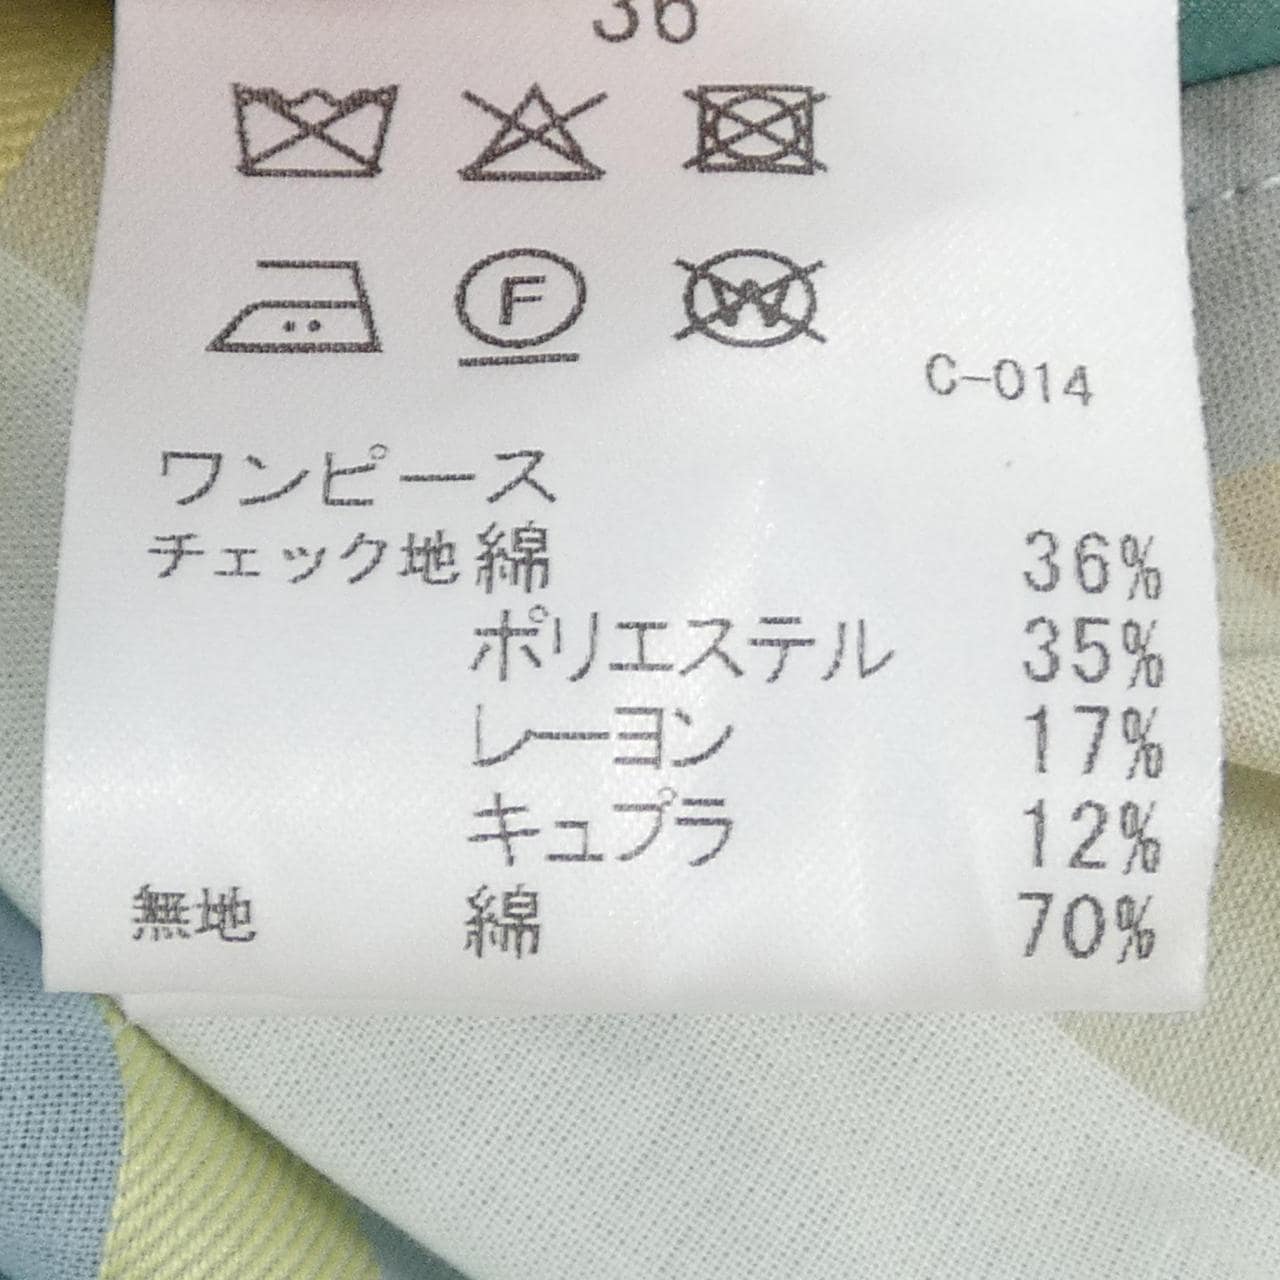 36
C-014
ワンピース
チェック地 綿 36%
ポリエステル 35%
レーヨン 17%
キュプラ 12%
無地 綿 70%